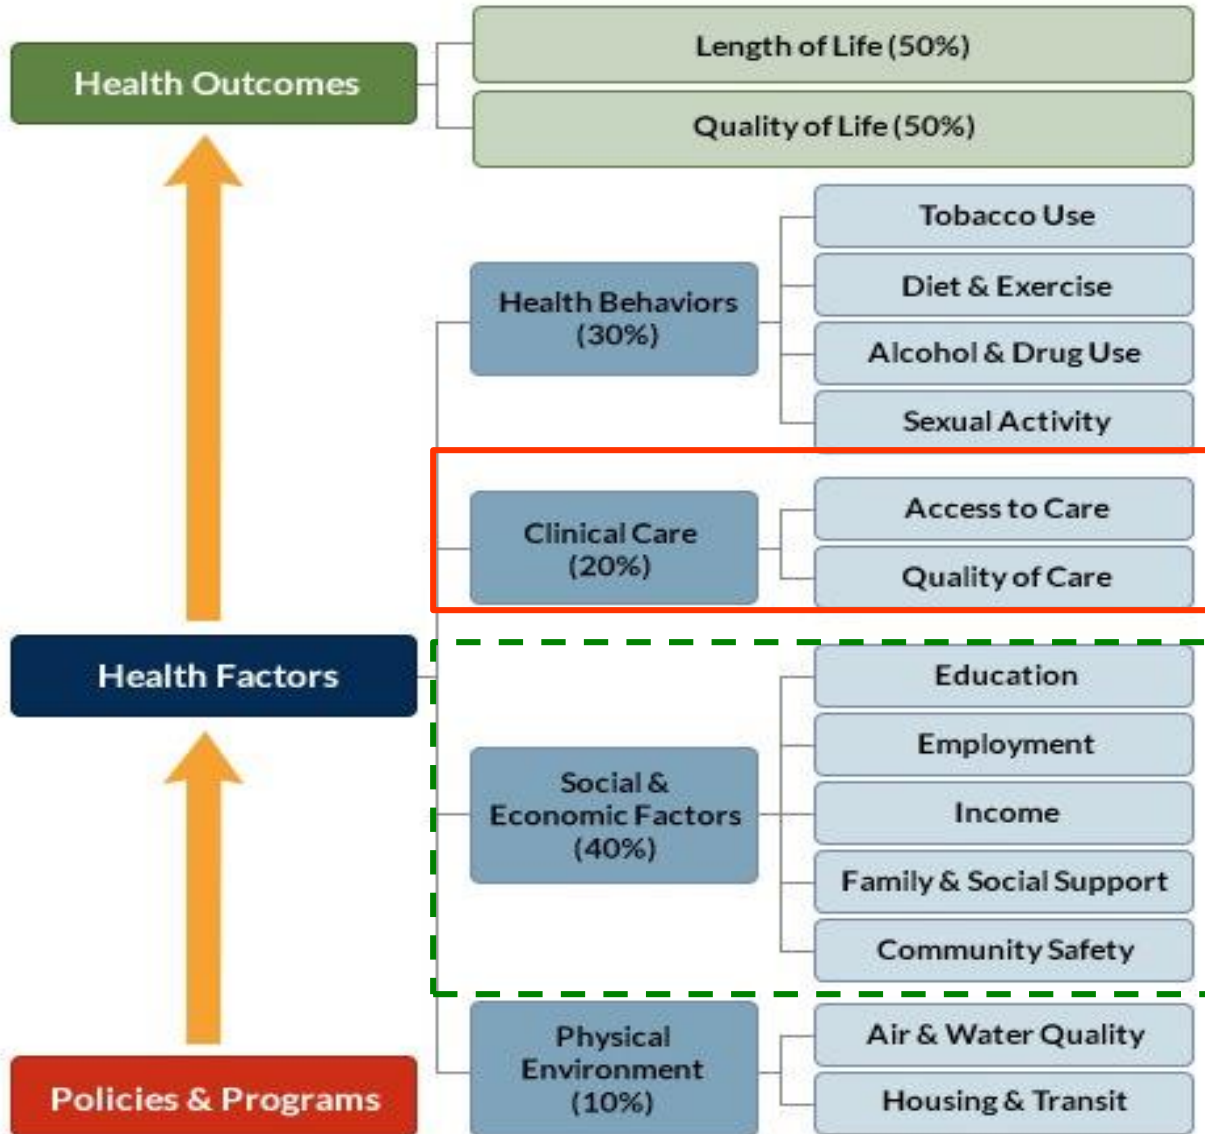 Health Outcomes
Length of Life (50%)
Quality of Life (50%)
Health Behaviors
(30%)
Tobacco Use
Diet & Exercise
Alcohol & Drug Use
Sexual Activity
Clinical Care
(20%)
Access to Care
Quality of Care
Health Factors
Social &
Economic Factors
(40%)
Education
Employment
Income
Family & Social Support
Community Safety
Physical
Environment
(10%)
Air & Water Quality
Housing & Transit
Policies & Programs